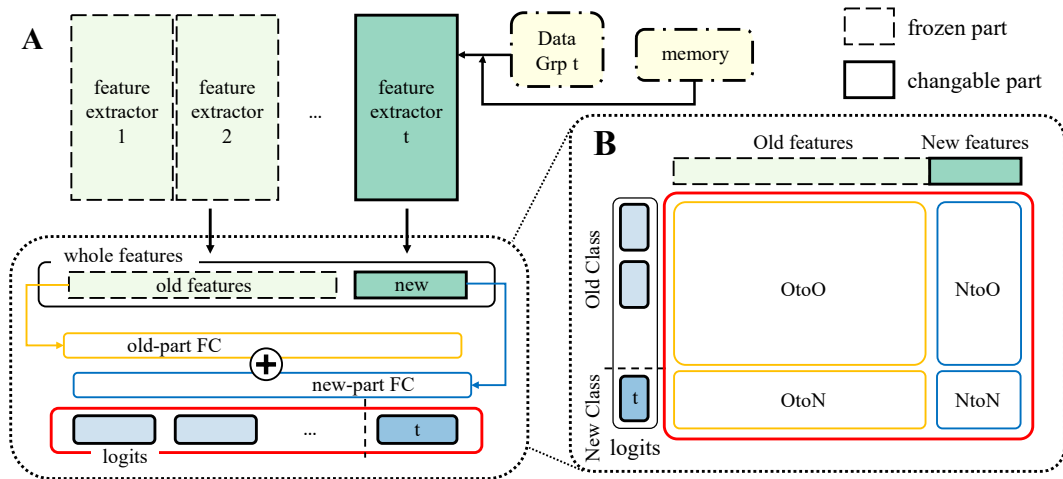 A
feature
extractor
1
feature
extractor
2
...
feature
extractor
t
Data
Grp t
memory
frozen part
changable part
whole features
old features
new
old-part FC
+
new-part FC
...
t
logits
B
Old features
New features
Old Class
New Class
t
logits
OtoO
NtoO
OtoN
NtoN